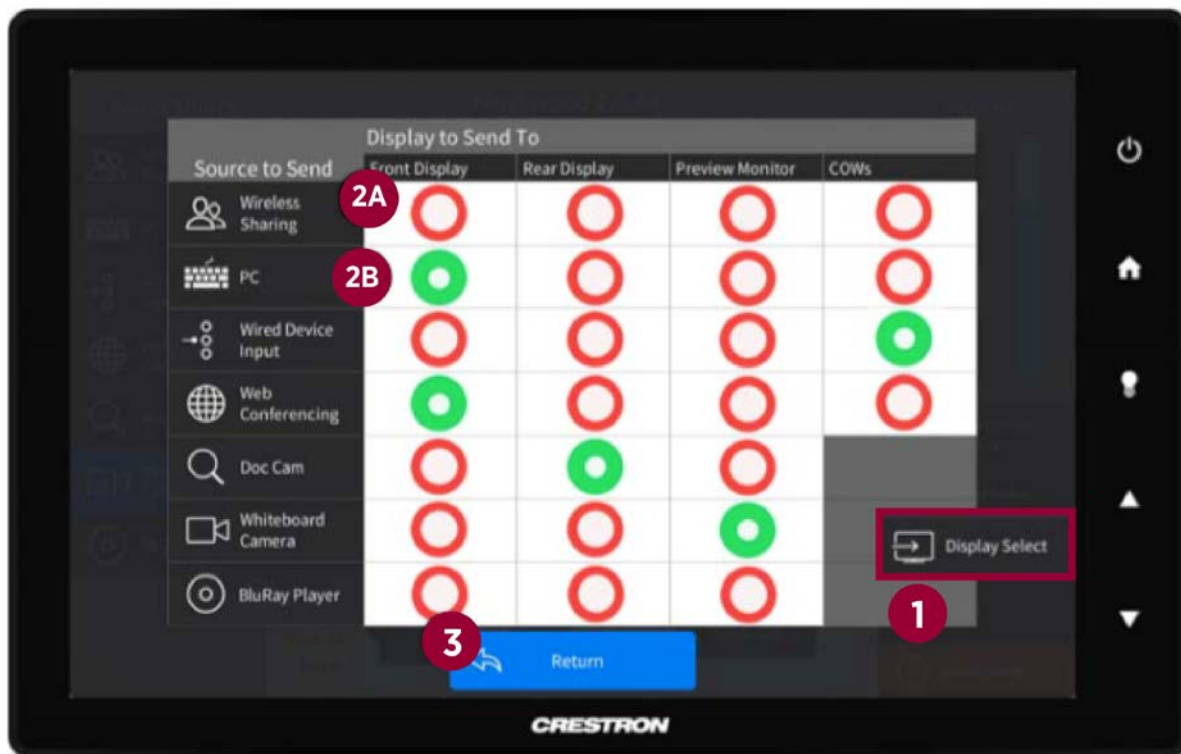 Display to Send To
Source to Send
Front Display
Rear Display
Preview Monitor
COWs
2A
Wireless
Sharing
2B
PC
Wired Device
Input
Web
Conferencing
Doc Cam
Whiteboard
Camera
Display Select
BluRay Player
1
3
Return
CRESTRON